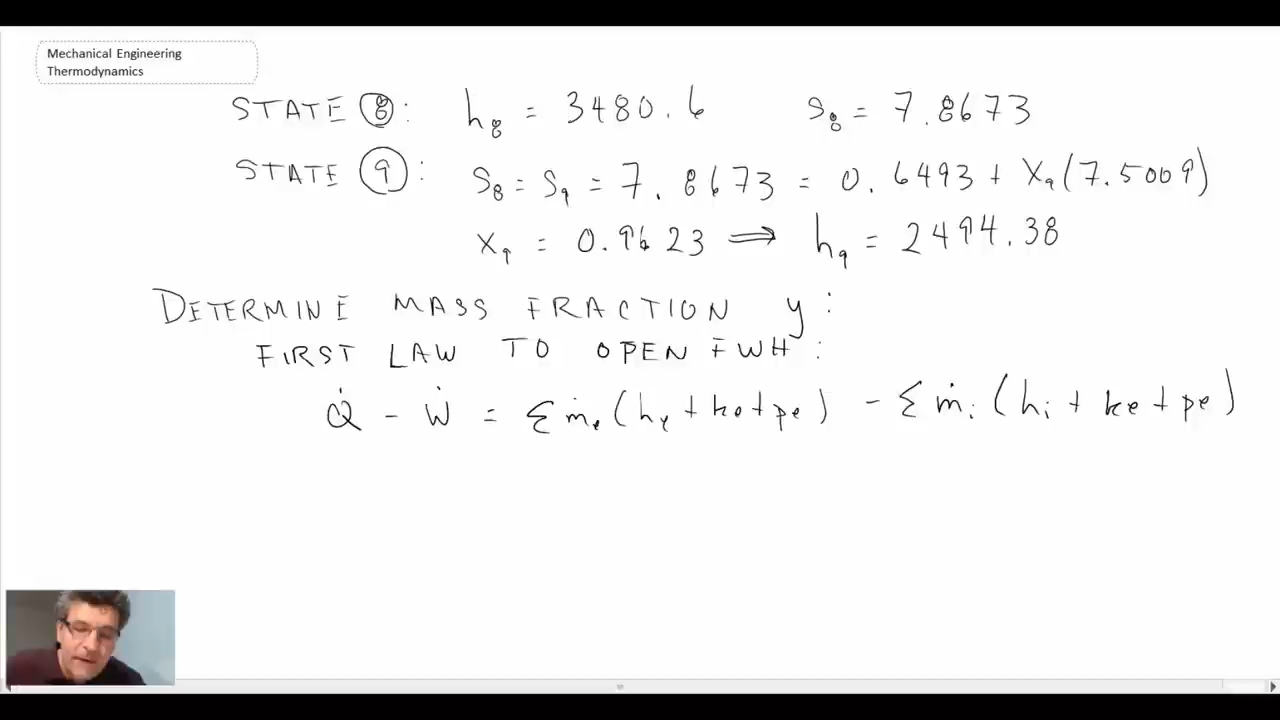 Mechanical Engineering
Thermodynamics
STATE 8: h8 = 3480.6 s8 = 7.8673
STATE 9: s8 = s9 = 7.8673 = 0.6493 + x9(7.5009)
x9 = 0.9623 ⟹ h9 = 2494.38
DETERMINE MASS FRACTION y:
FIRST LAW TO OPEN FWH:
Q̇ - Ẇ = Σṁe(he + ke + pe) - Σṁi(hi + ke + pe)